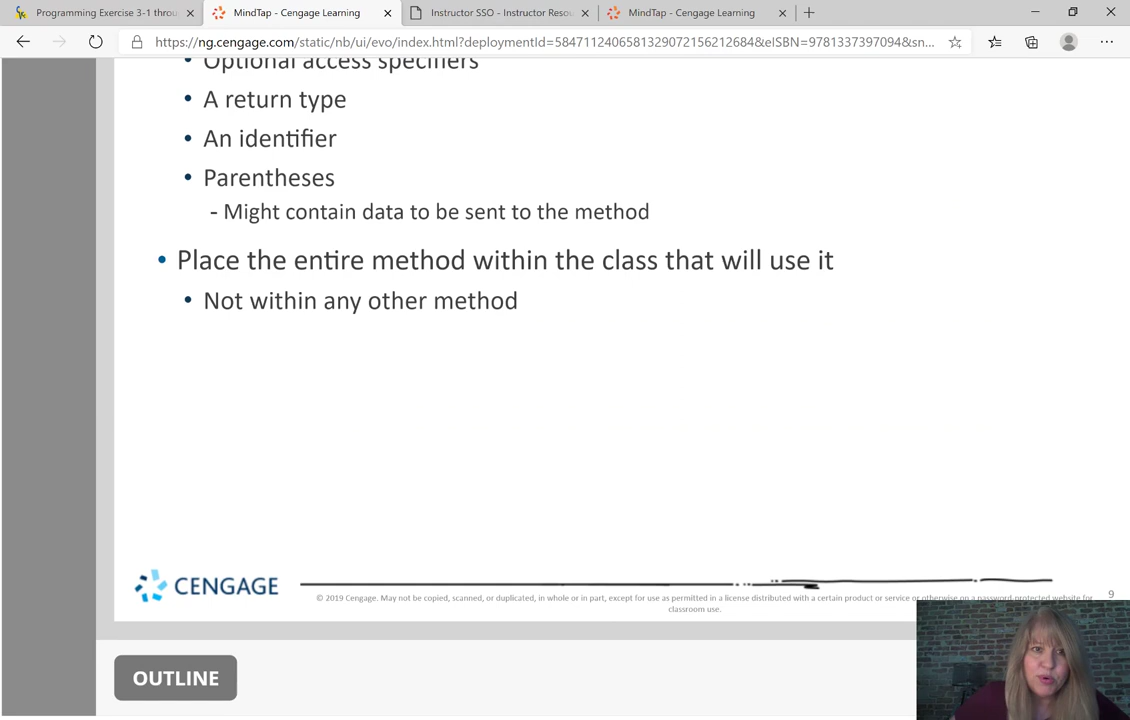 Programming Exercise 3-1 throu
MindTap - Cengage Learning
Instructor SSO - Instructor Resou
MindTap - Cengage Learning
https://ng.cengage.com/static/nb/ui/evo/index.html?deploymentId=5847112406581329072156212684&eISBN=9781337397094&sn...
• Optional access specifiers
• A return type
• An identifier
• Parentheses
- Might contain data to be sent to the method
• Place the entire method within the class that will use it
• Not within any other method
CENGAGE
© 2019 Cengage. May not be copied, scanned, or duplicated, in whole or in part, except for use as permitted in a license distributed with a certain product or service or otherwise on a password-protected website for
classroom use.
9
OUTLINE